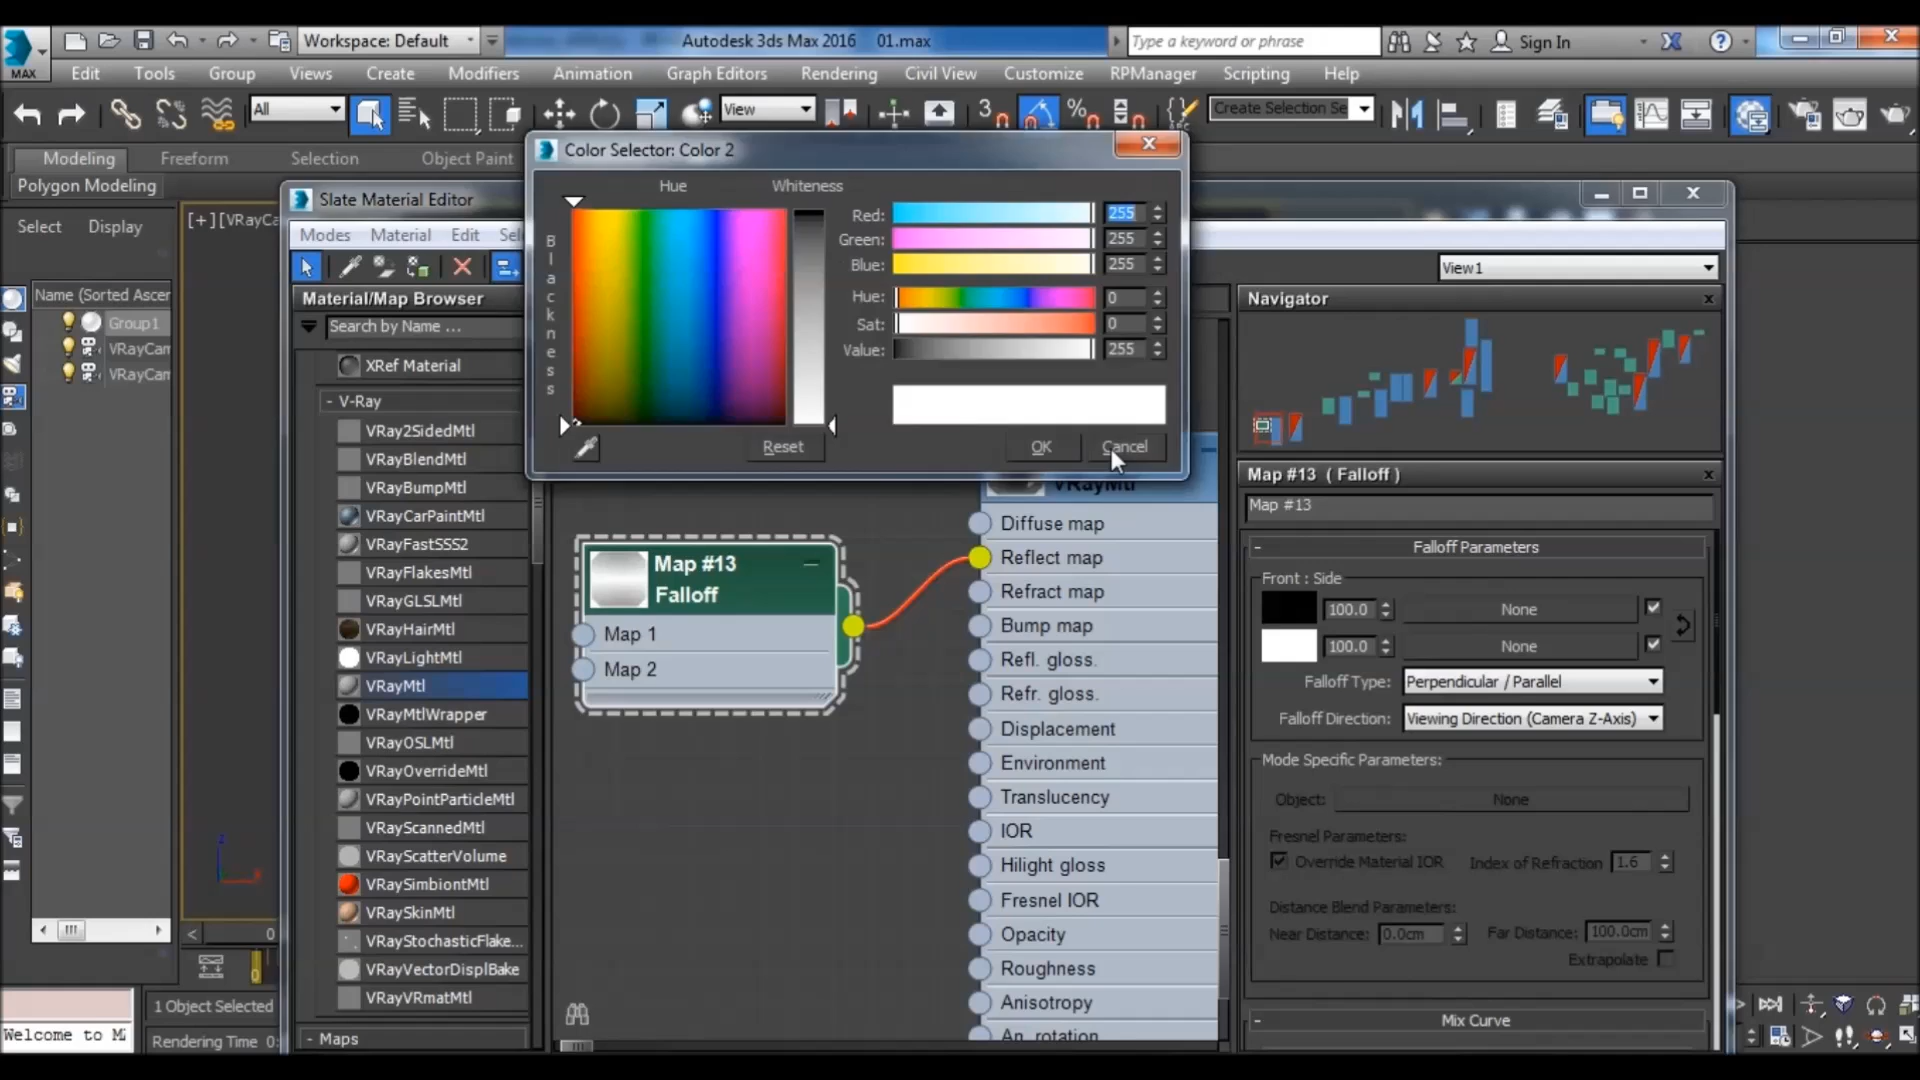 Workspace: Default
Autodesk 3ds Max 2016 01.max
Type a keyword or phrase
Sign In
MAX
Edit Tools Group Views Create Modifiers Animation Graph Editors Rendering Civil View Customize RPManager Scripting Help
All
View
3
%
Create Selection Se
Modeling Freeform Selection Object Paint
Polygon Modeling
Color Selector: Color 2
Hue Whiteness
Blackness
Red: 255
Green: 255
Blue: 255
Hue: 0
Sat: 0
Value: 255
Reset
OK
Cancel
Select Display
[+][VRayCa
Name (Sorted Ascer
Group1
VRayCam
VRayCam
Slate Material Editor
Modes Material Edit Sel
Material/Map Browser
Search by Name ...
XRef Material
- V-Ray
VRay2SidedMtl
VRayBlendMtl
VRayBumpMtl
VRayCarPaintMtl
VRayFastSSS2
VRayFlakesMtl
VRayGLSLMtl
VRayHairMtl
VRayLightMtl
VRayMtl
VRayMtlWrapper
VRayOSLMtl
VRayOverrideMtl
VRayPointParticleMtl
VRayScannedMtl
VRayScatterVolume
VRaySimbiontMtl
VRaySkinMtl
VRayStochasticFlake...
VRayVectorDisplBake
VRayVRmatMtl
- Maps
Map #13
Falloff
Map 1
Map 2
VRayMtl
Diffuse map
Reflect map
Refract map
Bump map
Refl. gloss.
Refr. gloss.
Displacement
Environment
Translucency
IOR
Hilight gloss
Fresnel IOR
Opacity
Roughness
Anisotropy
An. rotation
View1
Navigator
Map #13 ( Falloff )
Map #13
Falloff Parameters
Front : Side
100.0 None
100.0 None
Falloff Type: Perpendicular / Parallel
Falloff Direction: Viewing Direction (Camera Z-Axis)
Mode Specific Parameters:
Object: None
Fresnel Parameters:
Override Material IOR Index of Refraction 1.6
Distance Blend Parameters:
Near Distance: 0.0cm Far Distance: 100.0cm
Extrapolate
Mix Curve
0
0
1 Object Selected
Welcome to M
Rendering Time 0: